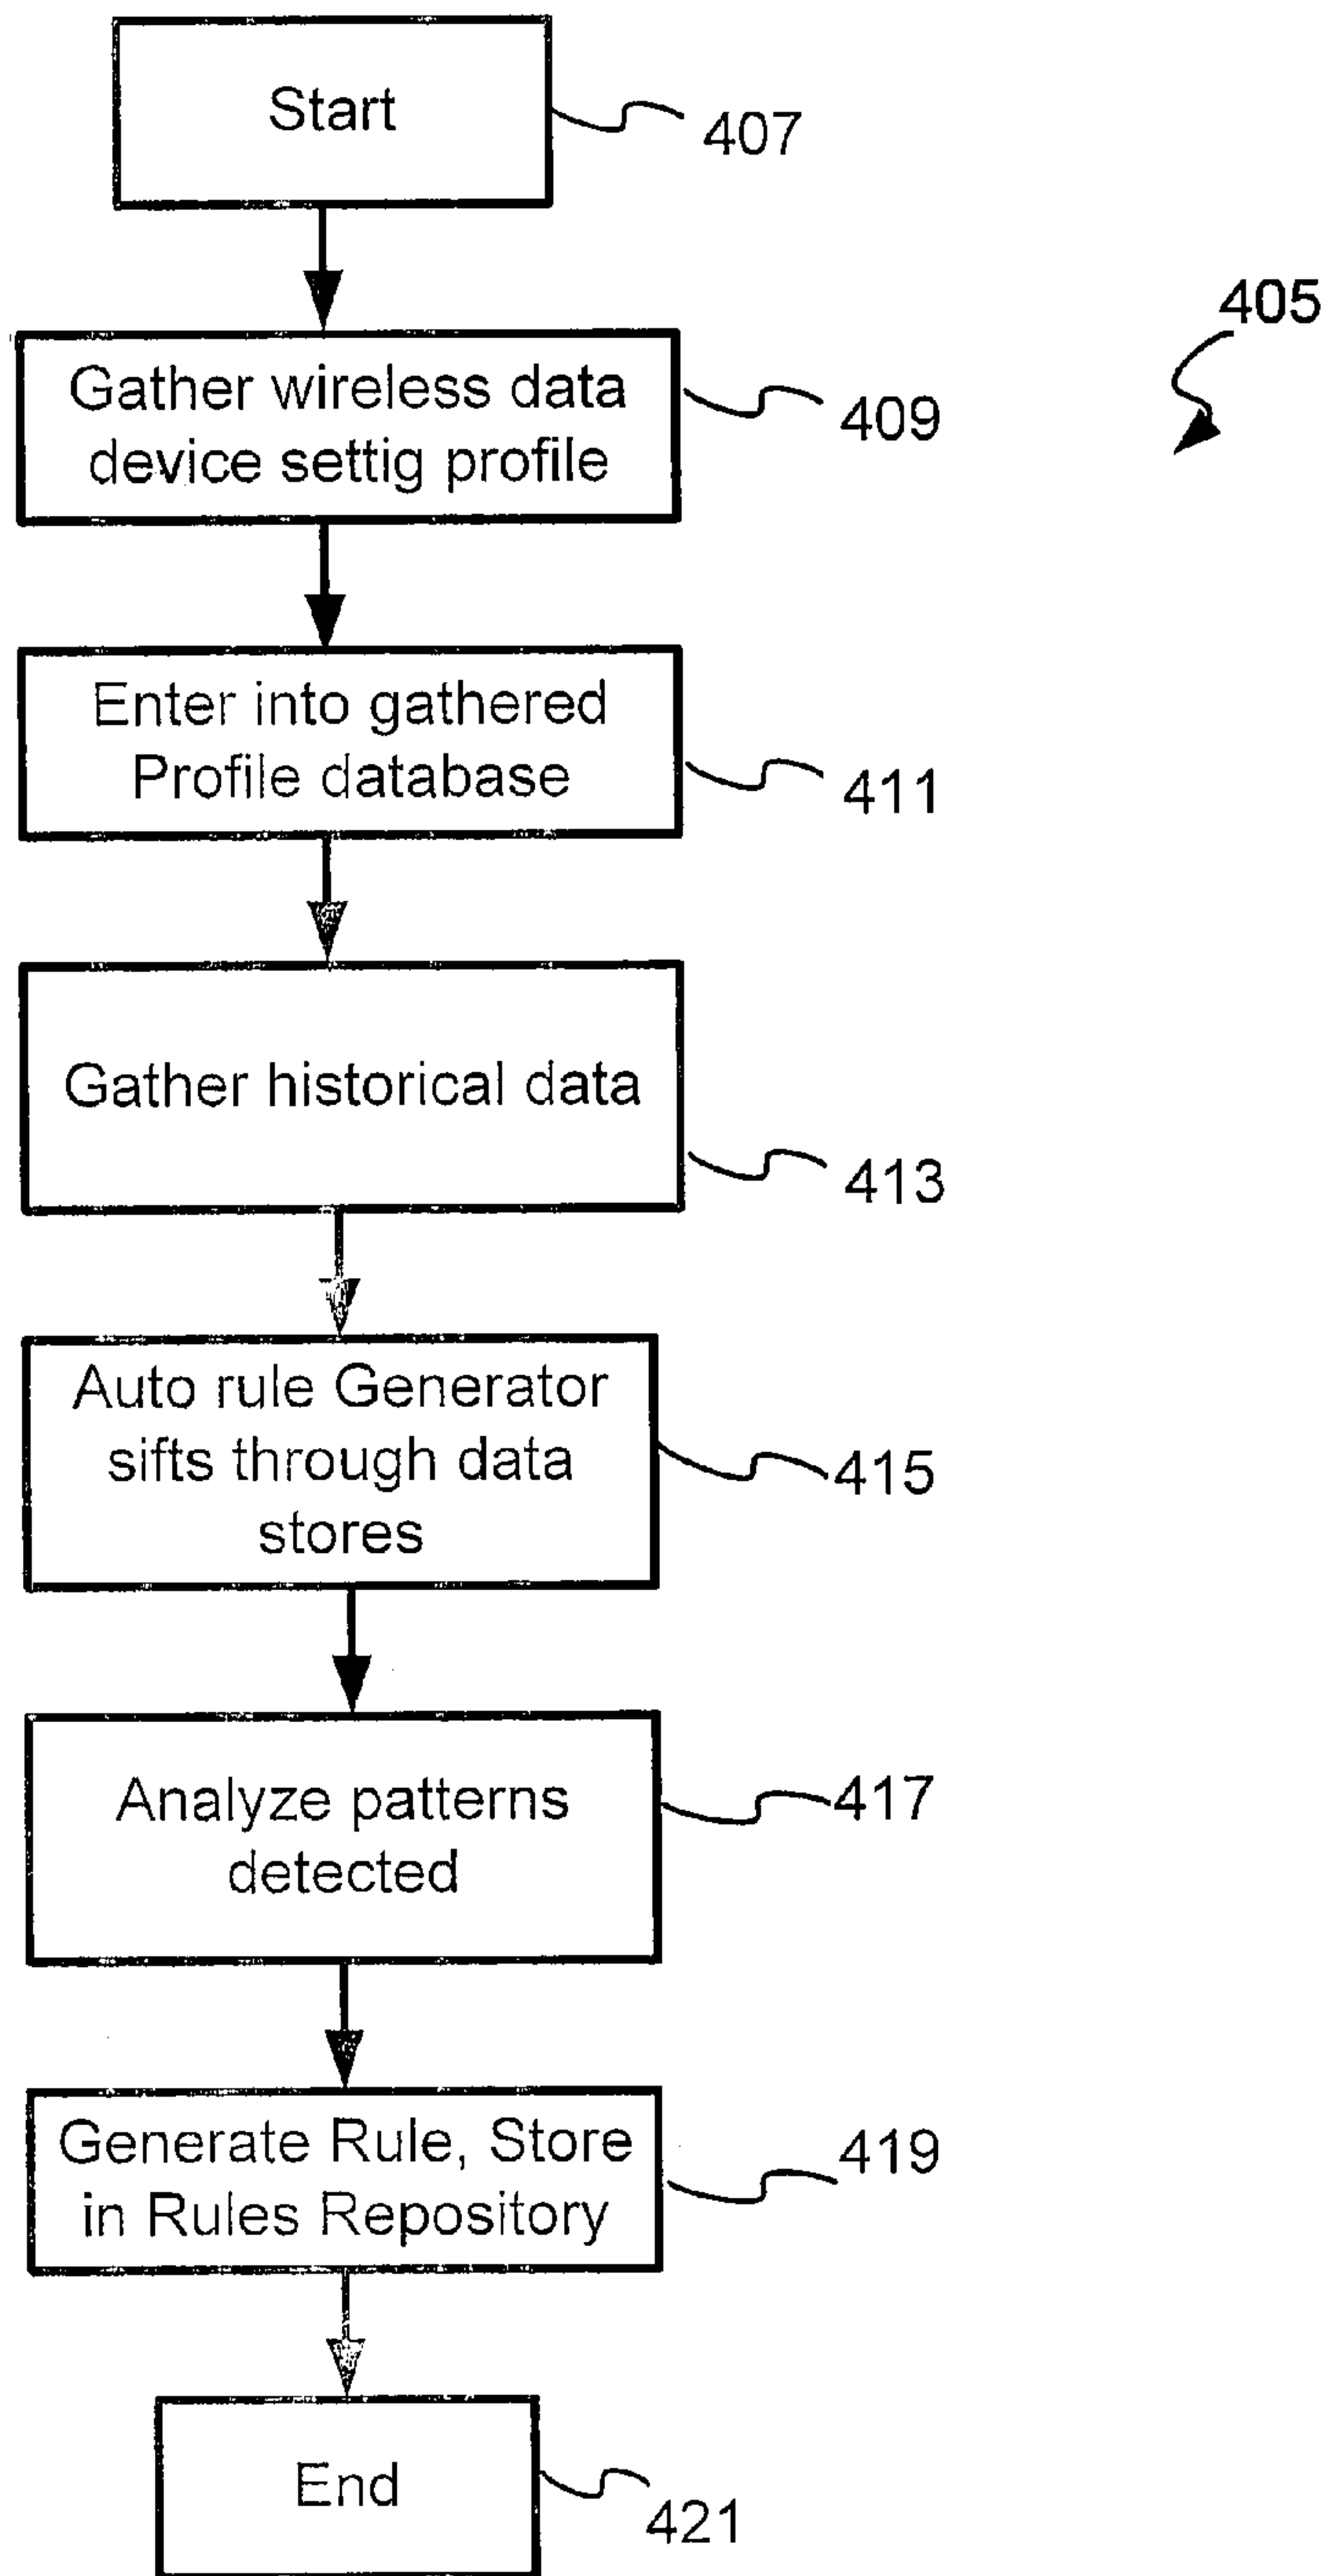 Start
407
405
Gather wireless data
device settig profile
409
Enter into gathered
Profile database
411
Gather historical data
413
Auto rule Generator
sifts through data
stores
415
Analyze patterns
detected
417
Generate Rule, Store
in Rules Repository
419
End
421